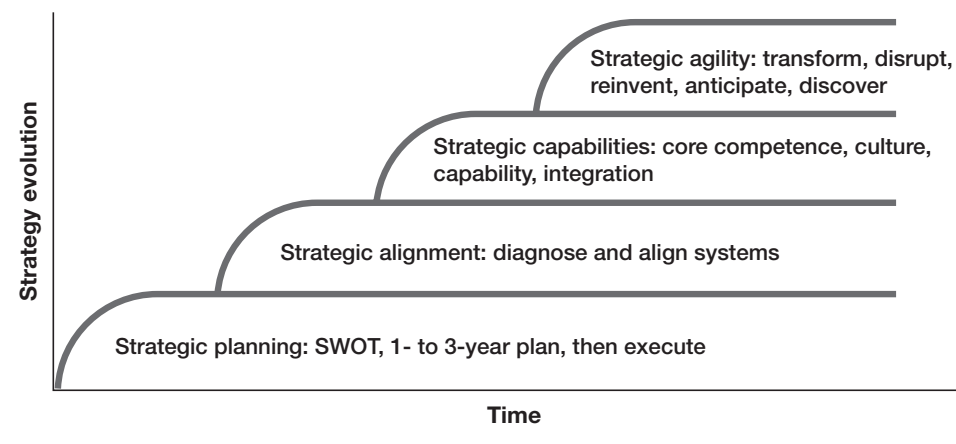 Strategy evolution
Strategic agility: transform, disrupt,
reinvent, anticipate, discover
Strategic capabilities: core competence, culture,
capability, integration
Strategic alignment: diagnose and align systems
Strategic planning: SWOT, 1- to 3-year plan, then execute
Time